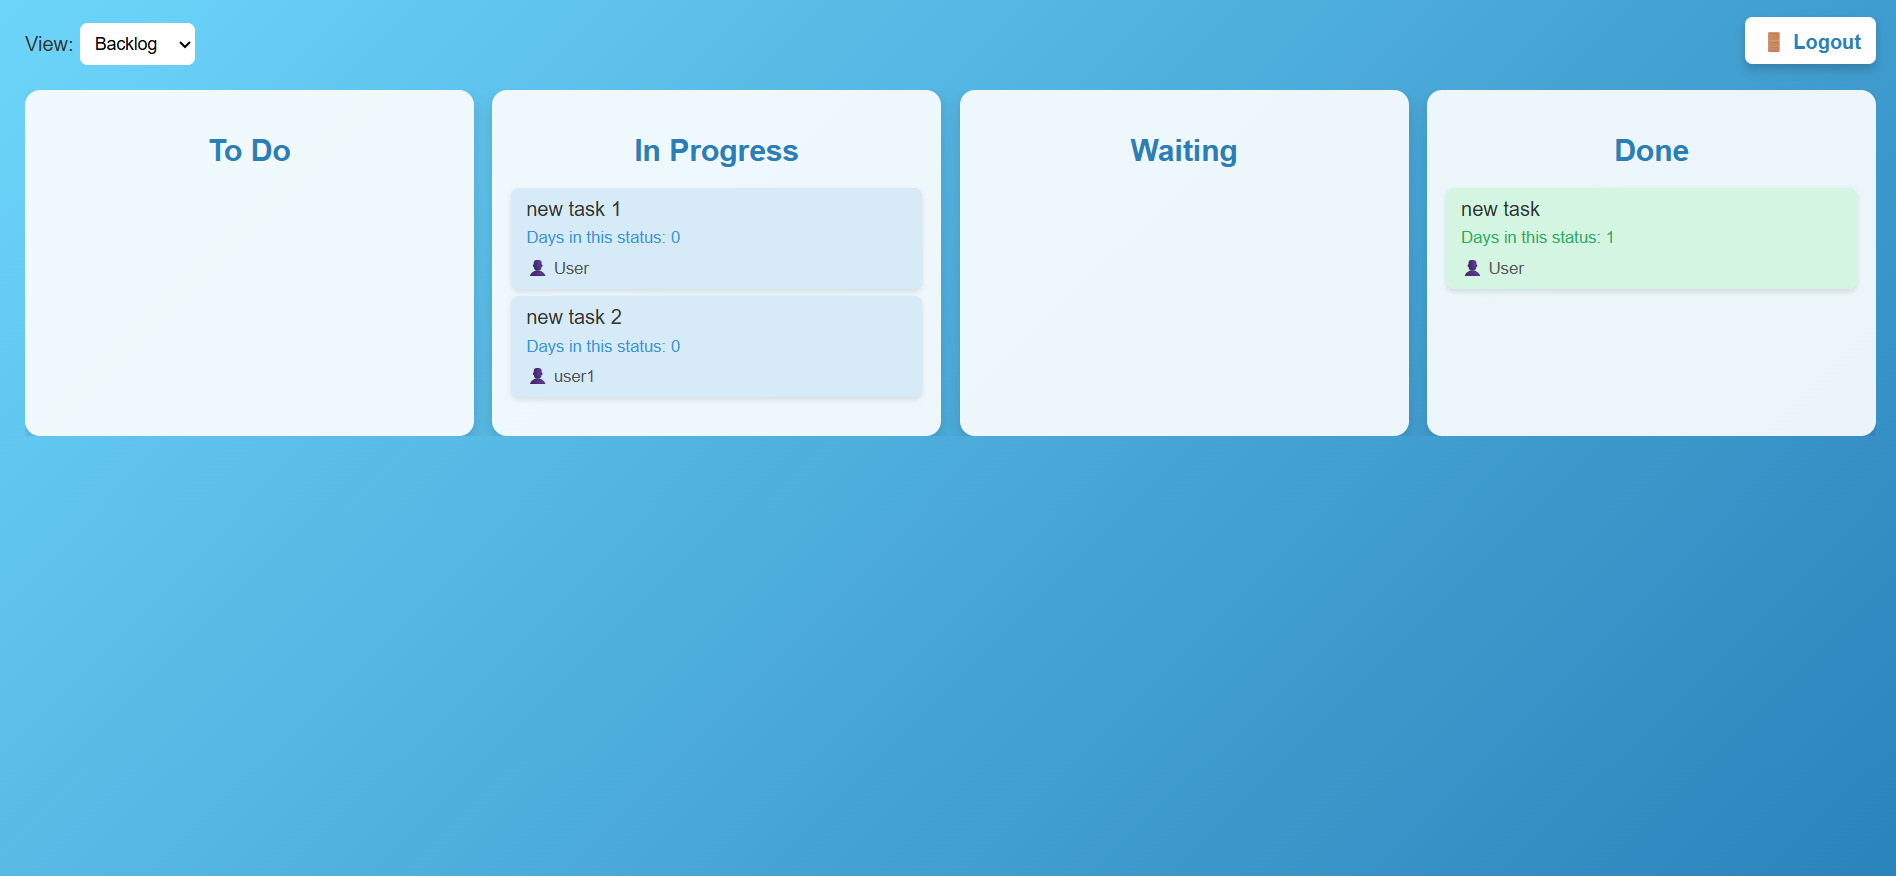 View: Backlog
Logout
To Do
In Progress
new task 1
Days in this status: 0
User
new task 2
Days in this status: 0
user1
Waiting
Done
new task
Days in this status: 1
User